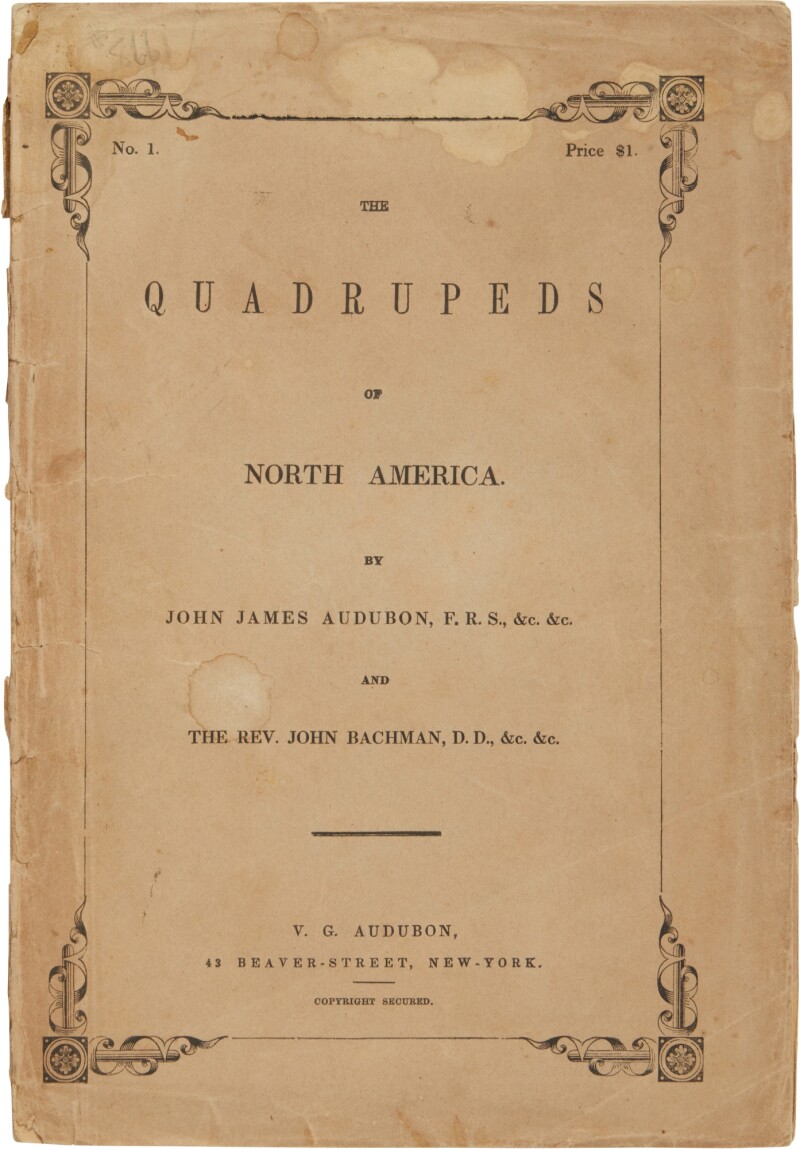 No. 1.
Price $1.
THE
QUADRUPEDS
OF
NORTH AMERICA.
BY
JOHN JAMES AUDUBON, F. R. S., &c. &c.
AND
THE REV. JOHN BACHMAN, D. D., &c. &c.
V. G. AUDUBON,
43 BEAVER-STREET, NEW-YORK.
COPYRIGHT SECURED.